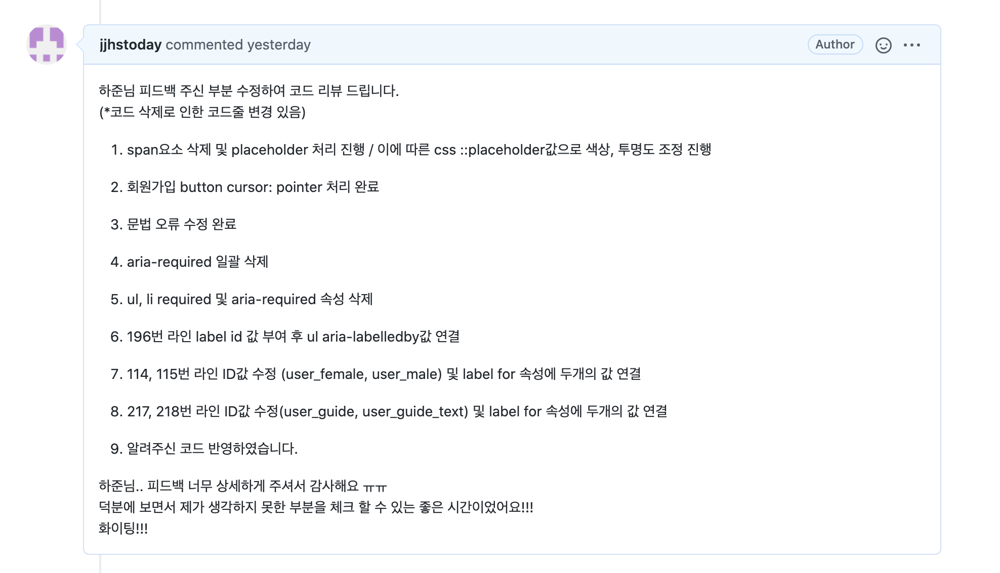 jjhstoday commented yesterday
Author
하준님 피드백 주신 부분 수정하여 코드 리뷰 드립니다.
(*코드 삭제로 인한 코드줄 변경 있음)
1. span요소 삭제 및 placeholder 처리 진행 / 이에 따른 css ::placeholder값으로 색상, 투명도 조정 진행
2. 회원가입 button cursor: pointer 처리 완료
3. 문법 오류 수정 완료
4. aria-required 일괄 삭제
5. ul, li required 및 aria-required 속성 삭제
6. 196번 라인 label id 값 부여 후 ul aria-labelledby값 연결
7. 114, 115번 라인 ID값 수정 (user_female, user_male) 및 label for 속성에 두개의 값 연결
8. 217, 218번 라인 ID값 수정(user_guide, user_guide_text) 및 label for 속성에 두개의 값 연결
9. 알려주신 코드 반영하였습니다.
하준님.. 피드백 너무 상세하게 주셔서 감사해요 ㅠㅠ
덕분에 보면서 제가 생각하지 못한 부분을 체크 할 수 있는 좋은 시간이었어요!!!
화이팅!!!